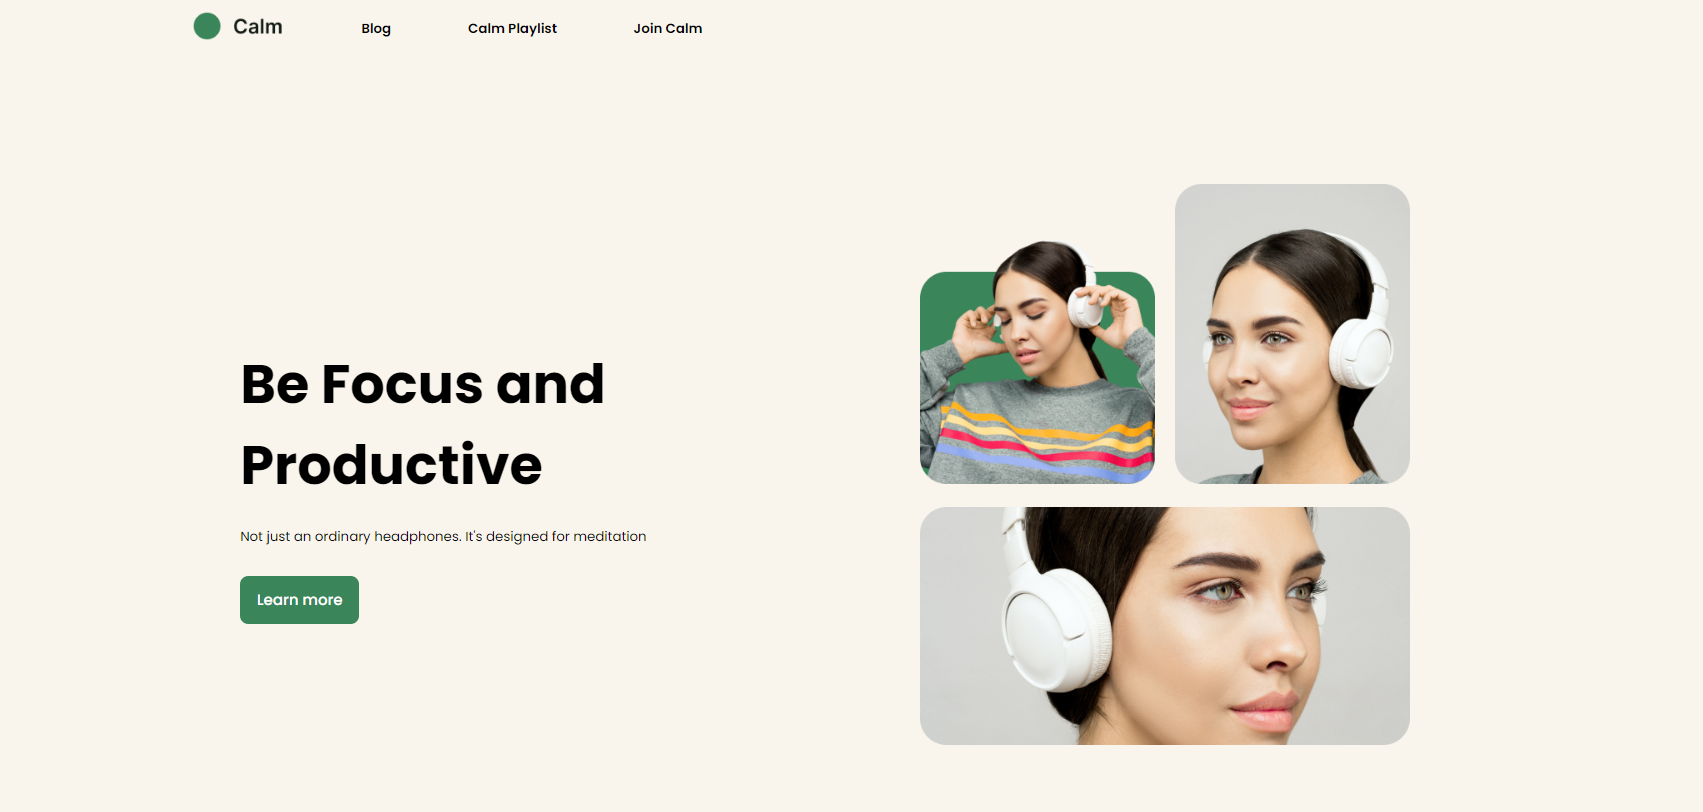 Calm
Blog
Calm Playlist
Join Calm
Be Focus and
Productive
Not just an ordinary headphones. It's designed for meditation
Learn more